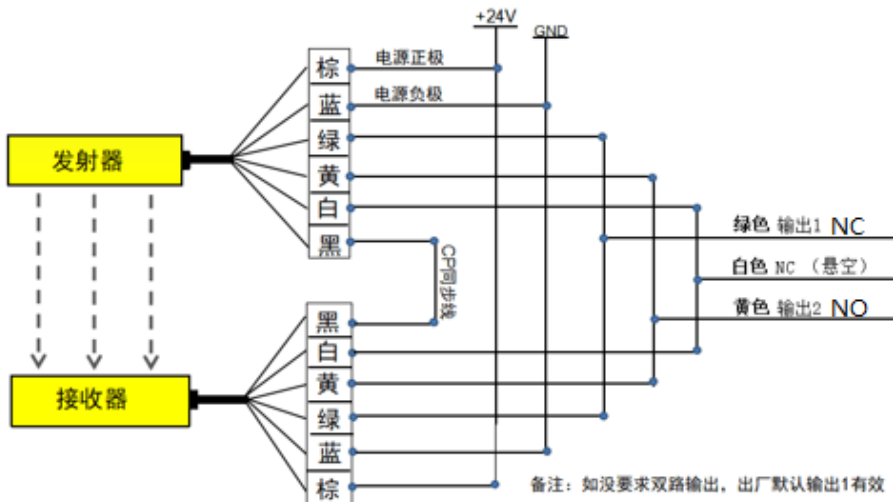 +24V
GND
棕
电源正极
蓝
电源负极
绿
发射器
黄
白
黑
CP同步线
绿色 输出1 NC
白色 NC （悬空）
黄色 输出2 NO
黑
白
接收器
黄
绿
蓝
棕
备注：如没要求双路输出，出厂默认输出1有效